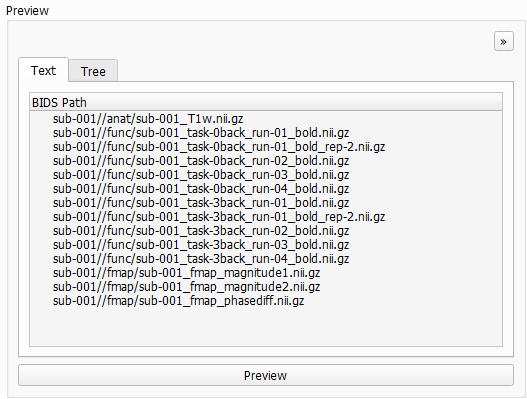 Preview
»
Text
Tree
BIDS Path
sub-001//anat/sub-001_T1w.nii.gz
sub-001//func/sub-001_task-0back_run-01_bold.nii.gz
sub-001//func/sub-001_task-0back_run-01_bold_rep-2.nii.gz
sub-001//func/sub-001_task-0back_run-02_bold.nii.gz
sub-001//func/sub-001_task-0back_run-03_bold.nii.gz
sub-001//func/sub-001_task-0back_run-04_bold.nii.gz
sub-001//func/sub-001_task-3back_run-01_bold.nii.gz
sub-001//func/sub-001_task-3back_run-01_bold_rep-2.nii.gz
sub-001//func/sub-001_task-3back_run-02_bold.nii.gz
sub-001//func/sub-001_task-3back_run-03_bold.nii.gz
sub-001//func/sub-001_task-3back_run-04_bold.nii.gz
sub-001//fmap/sub-001_fmap_magnitude1.nii.gz
sub-001//fmap/sub-001_fmap_magnitude2.nii.gz
sub-001//fmap/sub-001_fmap_phasediff.nii.gz
Preview